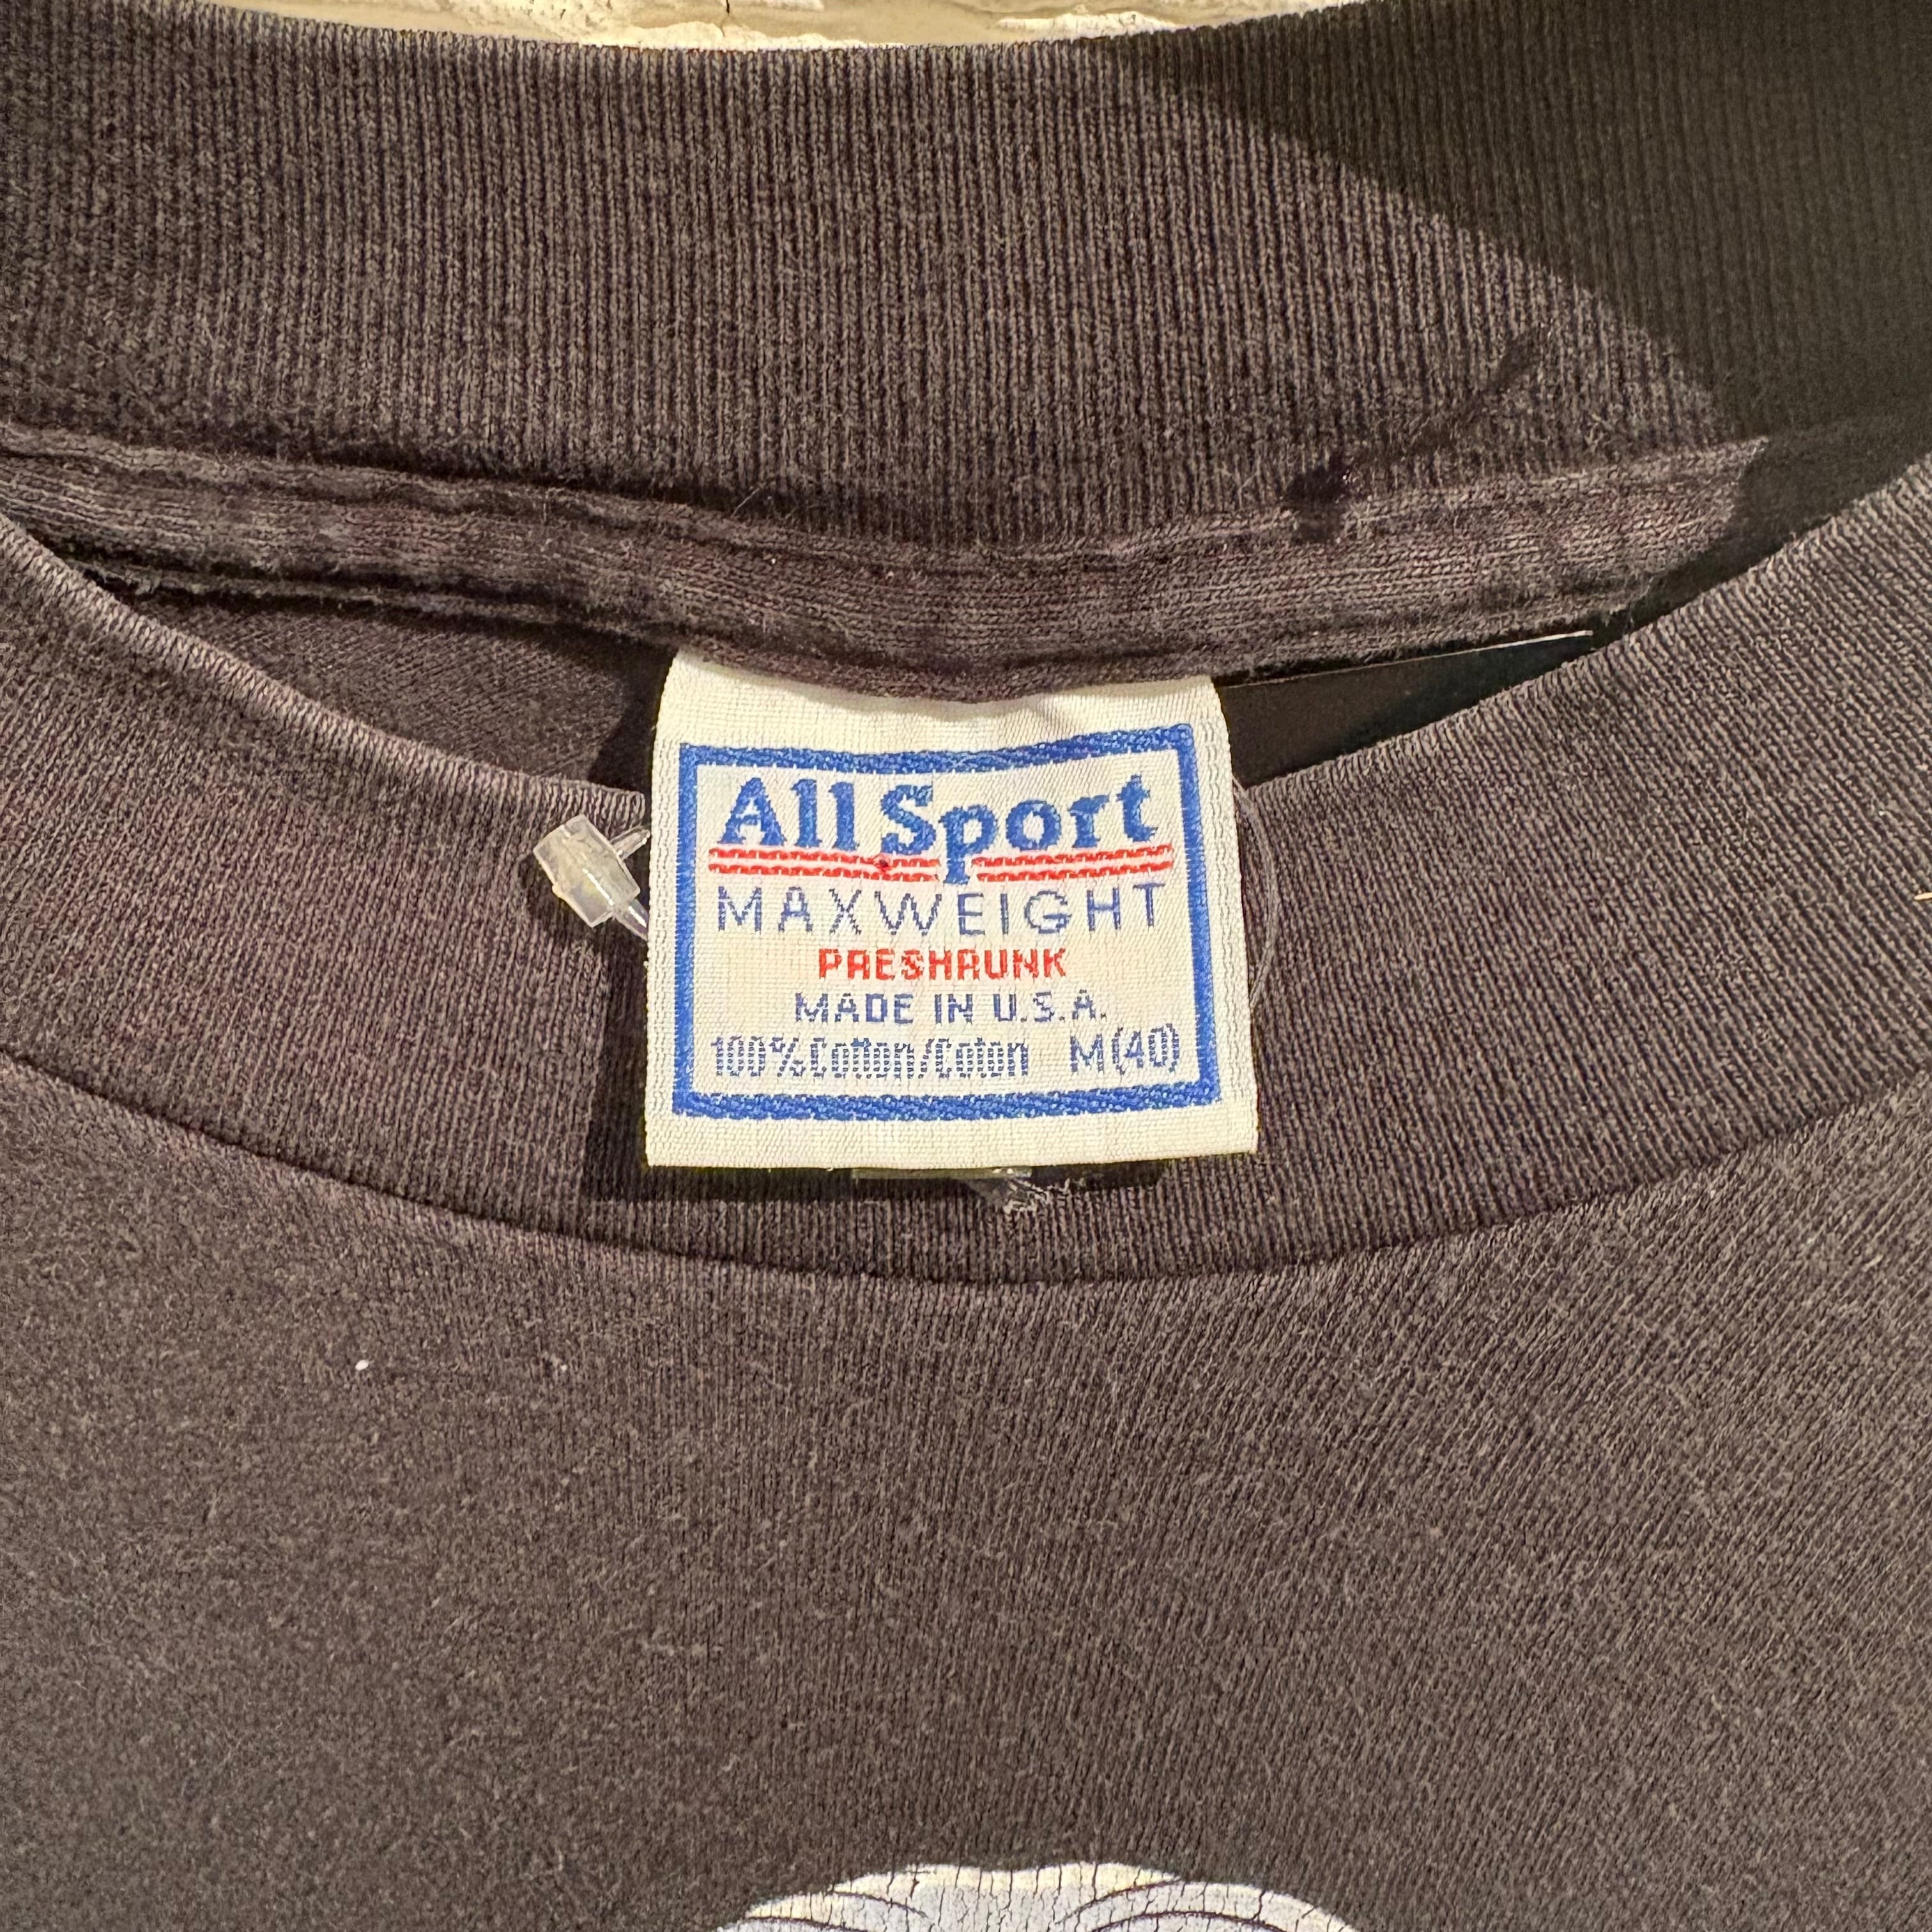 All Sport
MAXWEIGHT
PRESHRUNK
MADE IN U.S.A.
100% Cotton/Coton M(40)